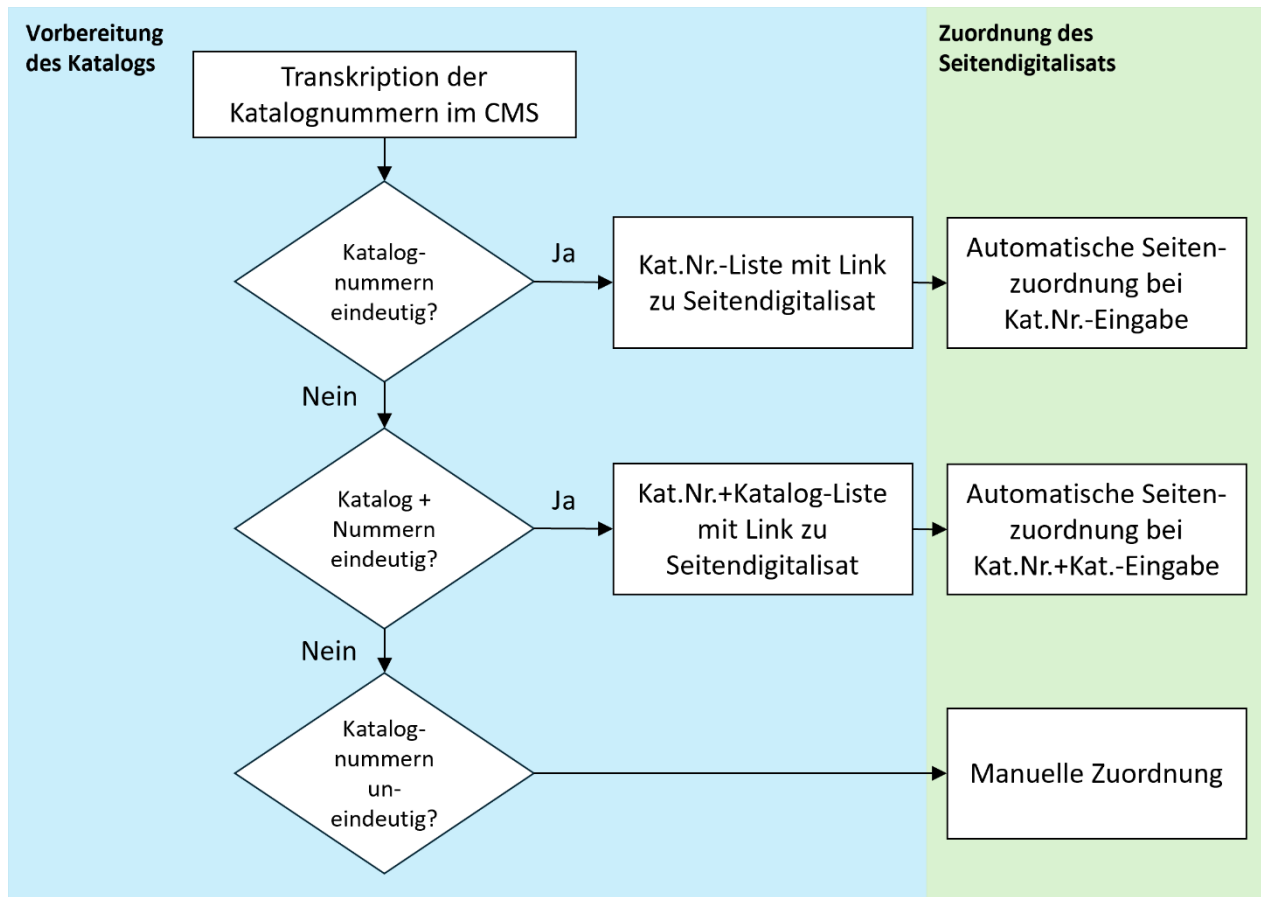 Vorbereitung
des Katalogs
Zuordnung des
Seitendigitalisats
Transkription der
Katalognummern im CMS
Katalog-
nummern
eindeutig?
Ja
Kat.Nr.-Liste mit Link
zu Seitendigitalisat
Automatische Seiten-
zuordnung bei
Kat.Nr.-Eingabe
Nein
Katalog +
Nummern
eindeutig?
Ja
Kat.Nr.+Katalog-Liste
mit Link zu
Seitendigitalisat
Automatische Seiten-
zuordnung bei
Kat.Nr.+Kat.-Eingabe
Nein
Katalog-
nummern
un-
eindeutig?
Manuelle Zuordnung